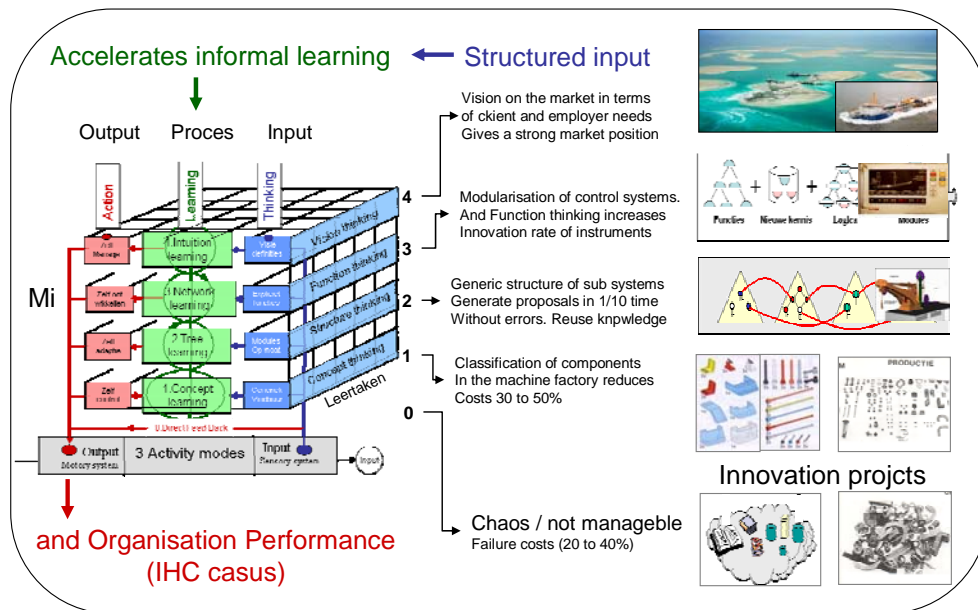 Accelerates informal learning
Structured input
Output
Proces
Input
Vision on the market in terms
of ckient and employer needs
Gives a strong market position
Action
Learning
Thinking
4
Modularisation of control systems.
And Function thinking increases
Innovation rate of instruments
Functies
Nieuwe kennis
Logica
Modules
Vision thinking
Intuition
learning
3
Function thinking
Mi
Network
learning
2
Structure thinking
Generic structure of sub systems
Generate proposals in 1/10 time
Without errors. Reuse knpwledge
2.Tree
learning
1
Concept thinking
Classification of components
In the machine factory reduces
Costs 30 to 50%
M
PRODUCTIE
1.Concept
learning
Leertaken
0
0.Direct Feed Back
Output
Motory system
3 Activity modes
Input
Sensory system
Input
Innovation projcts
Chaos / not manageble
Failure costs (20 to 40%)
and Organisation Performance
(IHC casus)